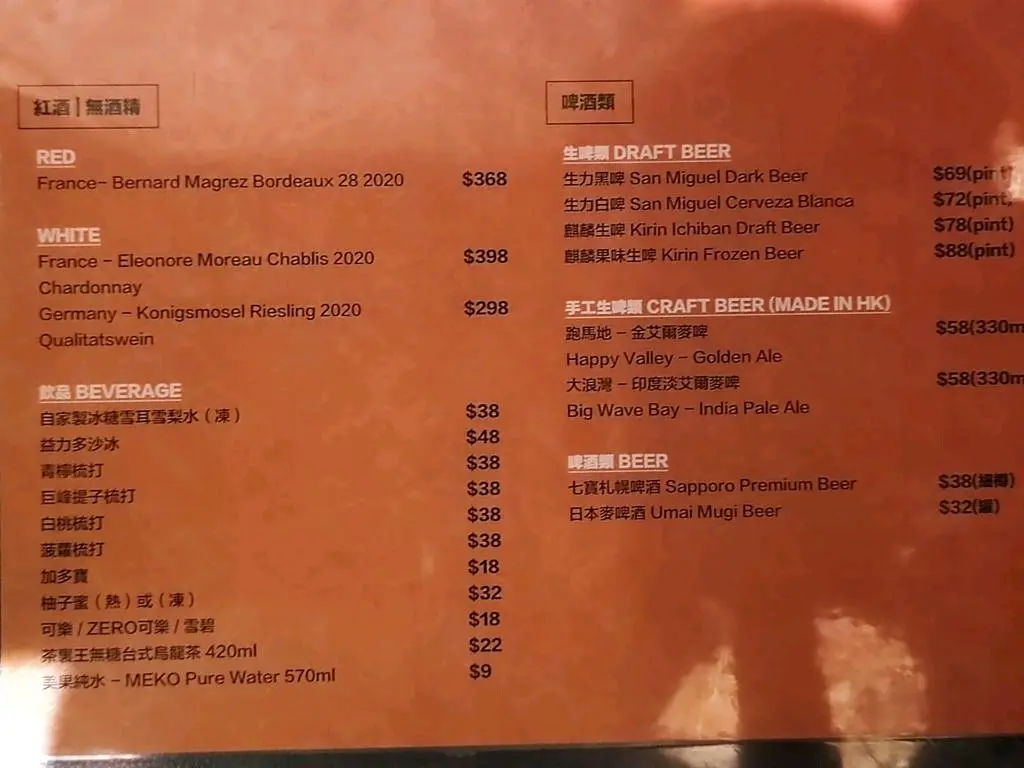 紅酒 | 無酒精
RED
France- Bernard Magrez Bordeaux 28 2020 $368
WHITE
France - Eleonore Moreau Chablis 2020 $398
Chardonnay
Germany - Konigsmosel Riesling 2020 $298
Qualitatswein
飲品 BEVERAGE
自家製冰糖雪耳雪梨水（凍） $38
益力多沙冰 $48
青檸梳打 $38
巨峰提子梳打 $38
白桃梳打 $38
菠蘿梳打 $38
加多寶 $18
柚子蜜（熱）或（凍） $32
可樂 / ZERO可樂 / 雪碧 $18
茶裏王無糖台式烏龍茶 420ml $22
美果純水 - MEKO Pure Water 570ml $9
啤酒類
生啤類 DRAFT BEER
生力黑啤 San Miguel Dark Beer $69(pint)
生力白啤 San Miguel Cerveza Blanca $72(pint)
麒麟生啤 Kirin Ichiban Draft Beer $78(pint)
麒麟果味生啤 Kirin Frozen Beer $88(pint)
手工生啤類 CRAFT BEER (MADE IN HK)
跑馬地 - 金艾爾麥啤 $58(330m
Happy Valley - Golden Ale
大浪灣 - 印度淡艾爾麥啤 $58(330m
Big Wave Bay - India Pale Ale
啤酒類 BEER
七寶札幌啤酒 Sapporo Premium Beer $38(細樽)
日本麥啤酒 Umai Mugi Beer $32(罐)